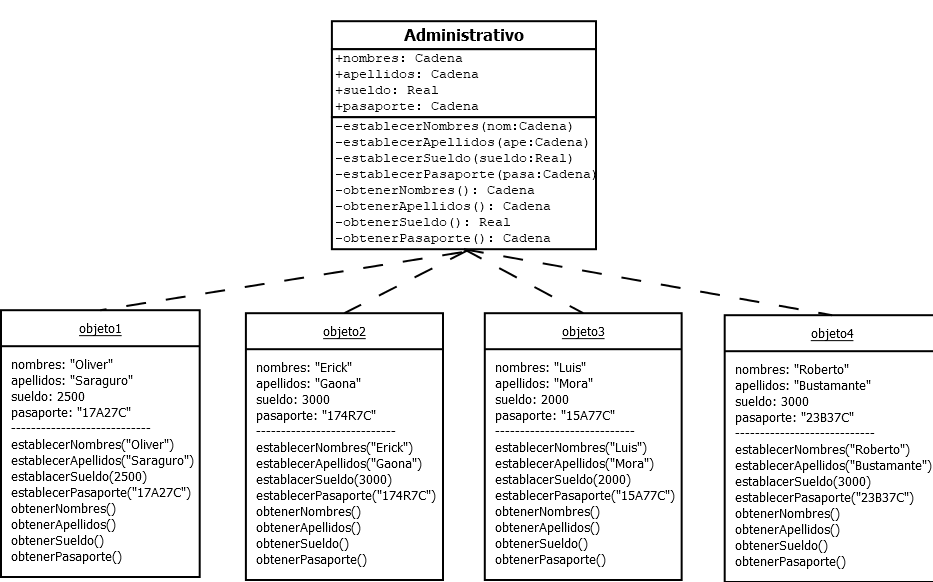 Administrativo
+nombres: Cadena
+apellidos: Cadena
+sueldo: Real
+pasaporte: Cadena
-establecerNombres(nom:Cadena)
-establecerApellidos(ape:Cadena)
-establecerSueldo(sueldo:Real)
-establecerPasaporte(pasa:Cadena)
-obtenerNombres(): Cadena
-obtenerApellidos(): Cadena
-obtenerSueldo(): Real
-obtenerPasaporte(): Cadena
objeto1
nombres: "Oliver"
apellidos: "Saraguro"
sueldo: 2500
pasaporte: "17A27C"
----------------------------
establecerNombres("Oliver")
establecerApellidos("Saraguro")
establacerSueldo(2500)
establecerPasaporte("17A27C")
obtenerNombres()
obtenerApellidos()
obtenerSueldo()
obtenerPasaporte()
objeto2
nombres: "Erick"
apellidos: "Gaona"
sueldo: 3000
pasaporte: "174R7C"
----------------------------
establecerNombres("Erick")
establecerApellidos("Gaona")
establacerSueldo(3000)
establecerPasaporte("174R7C")
obtenerNombres()
obtenerApellidos()
obtenerSueldo()
obtenerPasaporte()
objeto3
nombres: "Luis"
apellidos: "Mora"
sueldo: 2000
pasaporte: "15A77C"
----------------------------
establecerNombres("Luis")
establecerApellidos("Mora")
establacerSueldo(2000)
establecerPasaporte("15A77C")
obtenerNombres()
obtenerApellidos()
obtenerSueldo()
obtenerPasaporte()
objeto4
nombres: "Roberto"
apellidos: "Bustamante"
sueldo: 3000
pasaporte: "23B37C"
----------------------------
establecerNombres("Roberto")
establecerApellidos("Bustamante")
establacerSueldo(3000)
establecerPasaporte("23B37C")
obtenerNombres()
obtenerApellidos()
obtenerSueldo()
obtenerPasaporte()